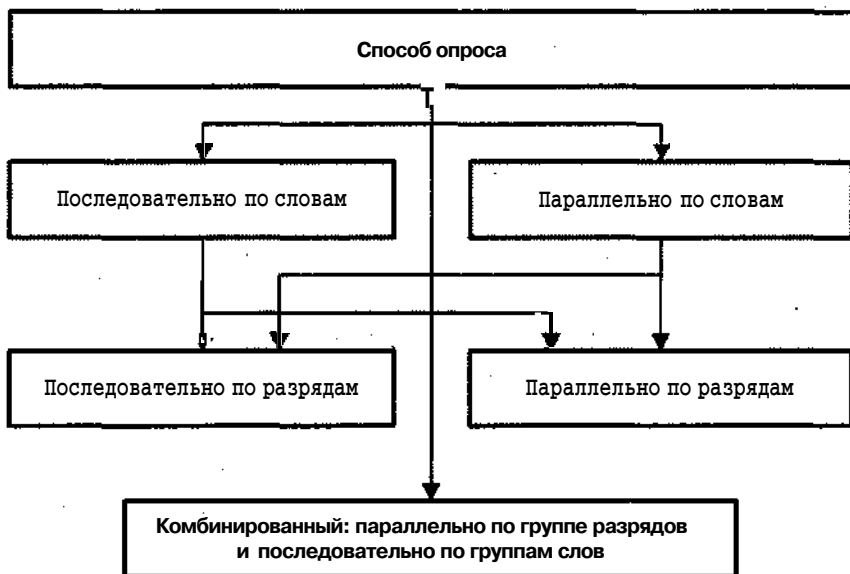 Способ опроса
Последовательно по словам
Параллельно по словам
Последовательно по разрядам
Параллельно по разрядам
Комбинированный: параллельно по группе разрядов
и последовательно по группам слов